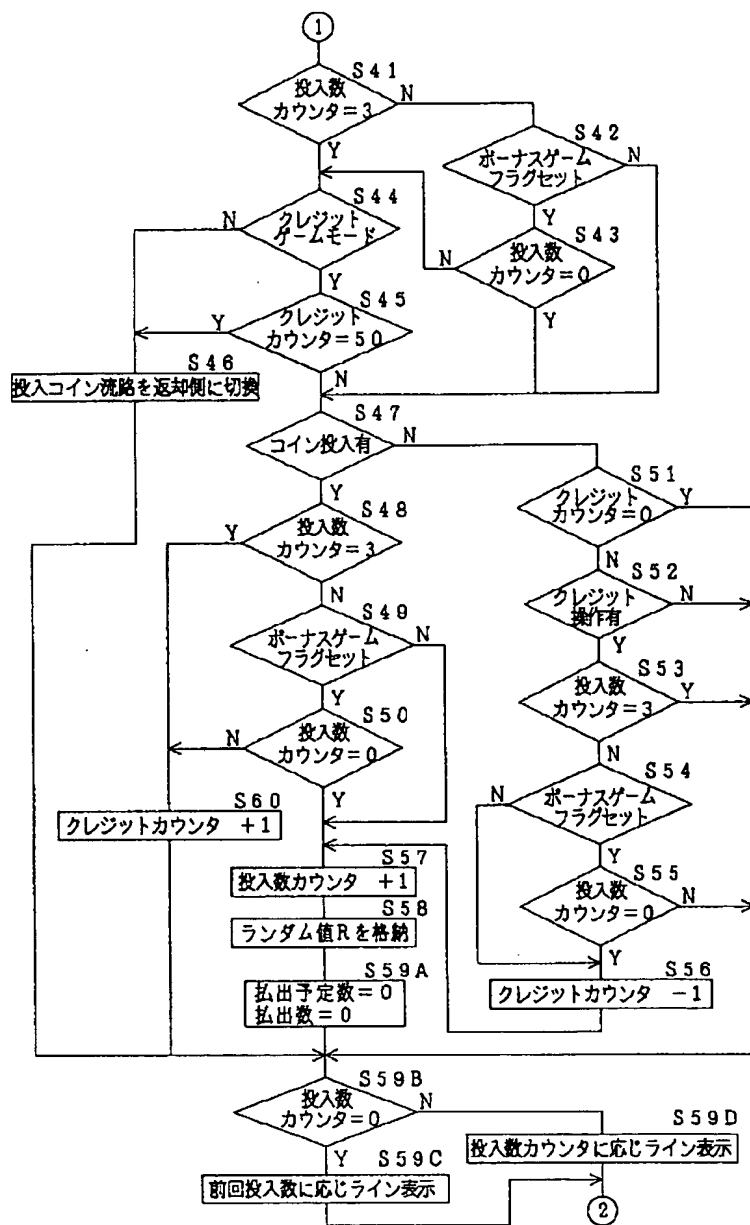 1
S41
投入数
カウンタ=3
N
Y
S42
ボーナスゲーム
フラグセット
N
Y
S43
投入数
カウンタ=0
N
Y
S44
クレジット
ゲームモード
N
Y
S45
クレジット
カウンタ=50
Y
N
S46
投入コイン流路を返却側に切換
S47
コイン投入有
N
Y
S48
投入数
カウンタ=3
Y
N
S49
ボーナスゲーム
フラグセット
N
Y
S50
投入数
カウンタ=0
N
Y
S60
クレジットカウンタ +1
S51
クレジット
カウンタ=0
Y
N
S52
クレジット
操作有
N
Y
S53
投入数
カウンタ=3
Y
N
S54
ボーナスゲーム
フラグセット
N
Y
S55
投入数
カウンタ=0
N
Y
S56
クレジットカウンタ -1
S57
投入数カウンタ +1
S58
ランダム値Rを格納
S59A
払出予定数=0
払出数=0
S59B
投入数
カウンタ=0
N
Y
S59C
前回投入数に応じライン表示
S59D
投入数カウンタに応じライン表示
2